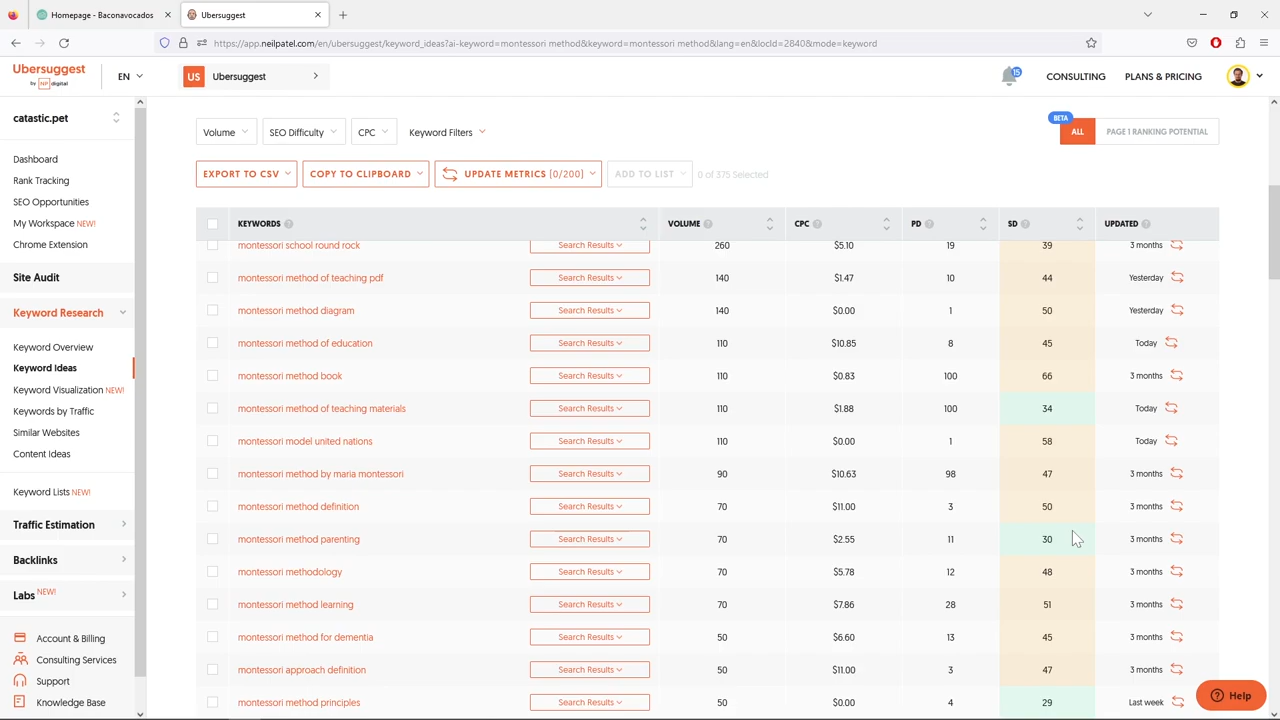 Homepage - Baconavocados
Ubersuggest
https://app.neilpatel.com/en/ubersuggest/keyword_ideas?ai-keyword=montessori method&keyword=montessori method&lang=en&locId=2840&mode=keyword
Ubersuggest
by NP digital
EN
US Ubersuggest
15
CONSULTING
PLANS & PRICING
catastic.pet
Dashboard
Rank Tracking
SEO Opportunities
My Workspace NEW!
Chrome Extension
Site Audit
Keyword Research
Keyword Overview
Keyword Ideas
Keyword Visualization NEW!
Keywords by Traffic
Similar Websites
Content Ideas
Keyword Lists NEW!
Traffic Estimation
Backlinks
Labs NEW!
Account & Billing
Consulting Services
Support
Knowledge Base
Volume SEO Difficulty CPC Keyword Filters
BETA
ALL PAGE 1 RANKING POTENTIAL
EXPORT TO CSV COPY TO CLIPBOARD UPDATE METRICS (0/200) ADD TO LIST 0 of 375 Selected
KEYWORDS VOLUME CPC PD SD UPDATED
montessori school round rock Search Results 260 $5.10 19 39 3 months
montessori method of teaching pdf Search Results 140 $1.47 10 44 Yesterday
montessori method diagram Search Results 140 $0.00 1 50 Yesterday
montessori method of education Search Results 110 $10.85 8 45 Today
montessori method book Search Results 110 $0.83 100 66 3 months
montessori method of teaching materials Search Results 110 $1.88 100 34 Today
montessori model united nations Search Results 110 $0.00 1 58 Today
montessori method by maria montessori Search Results 90 $10.63 98 47 3 months
montessori method definition Search Results 70 $11.00 3 50 3 months
montessori method parenting Search Results 70 $2.55 11 30 3 months
montessori methodology Search Results 70 $5.78 12 48 3 months
montessori method learning Search Results 70 $7.86 28 51 3 months
montessori method for dementia Search Results 50 $6.60 13 45 3 months
montessori approach definition Search Results 50 $11.00 3 47 3 months
montessori method principles Search Results 50 $0.00 4 29 Last week
Help